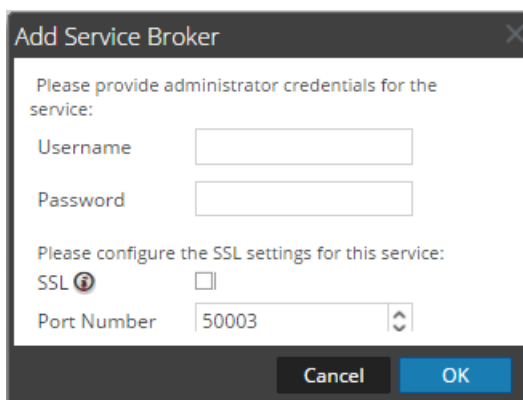 Add Service Broker
Please provide administrator credentials for the
service:
Username
Password
Please configure the SSL settings for this service:
SSL
Port Number 50003
Cancel OK